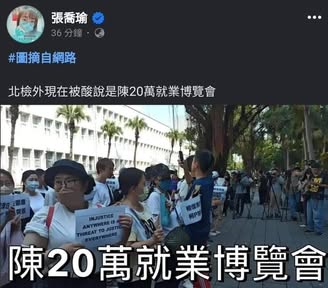 張喬瑜
36 分鐘
#圖摘自網路
北檢外現在被酸說是陳20萬就業博覽會
INJUSTICE
ANYWHERE IS A
THREAT TO JUSTICE
EVERYWHERE
陳20萬就業博覽會